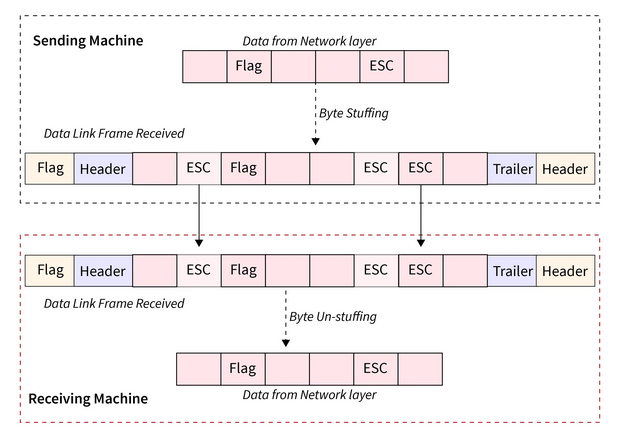 Sending Machine
Data from Network layer
Flag ESC
Byte Stuffing
Data Link Frame Received
Flag Header ESC Flag ESC ESC Trailer Header
Flag Header ESC Flag ESC ESC Trailer Header
Data Link Frame Received
Byte Un-stuffing
Flag ESC
Data from Network layer
Receiving Machine